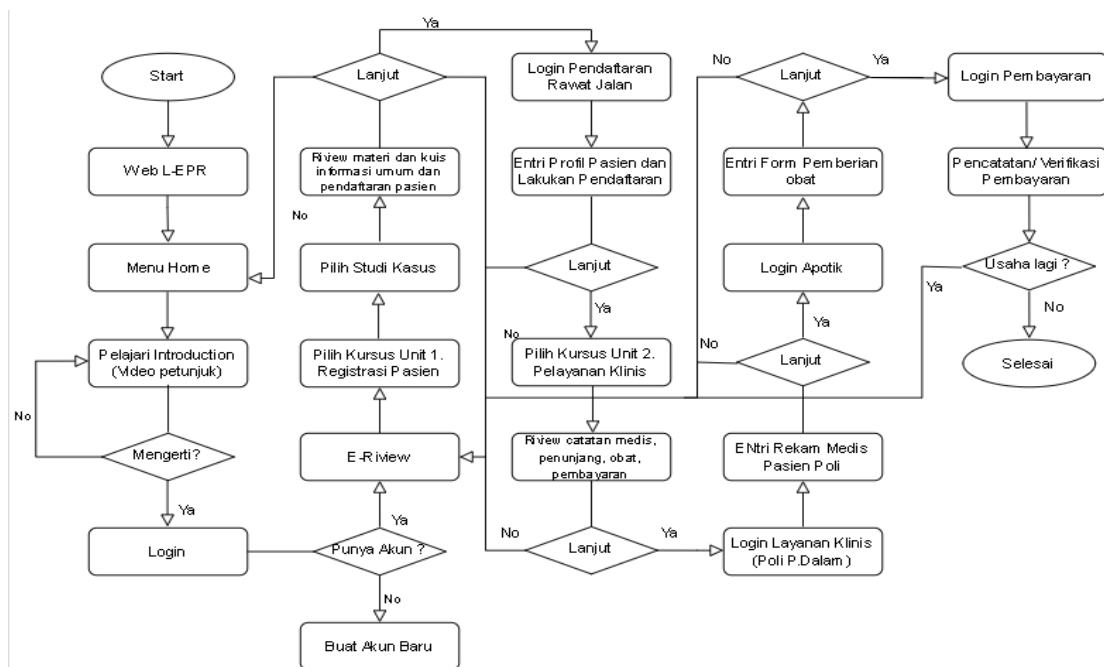 Start
Web L-EPR
Menu Home
Pelajari Introduction
(Video petunjuk)
No
Mengerti?
Ya
Login
Ya
Lanjut
Riview materi dan kuis
informasi umum dan
pendaftaran pasien
No
Pilih Studi Kasus
Pilih Kursus Unit 1.
Registrasi Pasien
E-Riview
Ya
Punya Akun ?
No
Buat Akun Baru
Login Pendaftaran
Rawat Jalan
Entri Profil Pasien dan
Lakukan Pendaftaran
Lanjut
Ya
No
Pilih Kursus Unit 2.
Pelayanan Klinis
Riview catatan medis,
penunjang, obat,
pembayaran
No
Lanjut
Ya
No
Lanjut
Ya
Entri Form Pemberian
obat
Login Apotik
Ya
No
Lanjut
ENtri Rekam Medis
Pasien Poli
Login Layanan Klinis
(Poli P.Dalam)
Login Pembayaran
Pencatatan/ Verifikasi
Pembayaran
Usaha lagi ?
Ya
No
Selesai